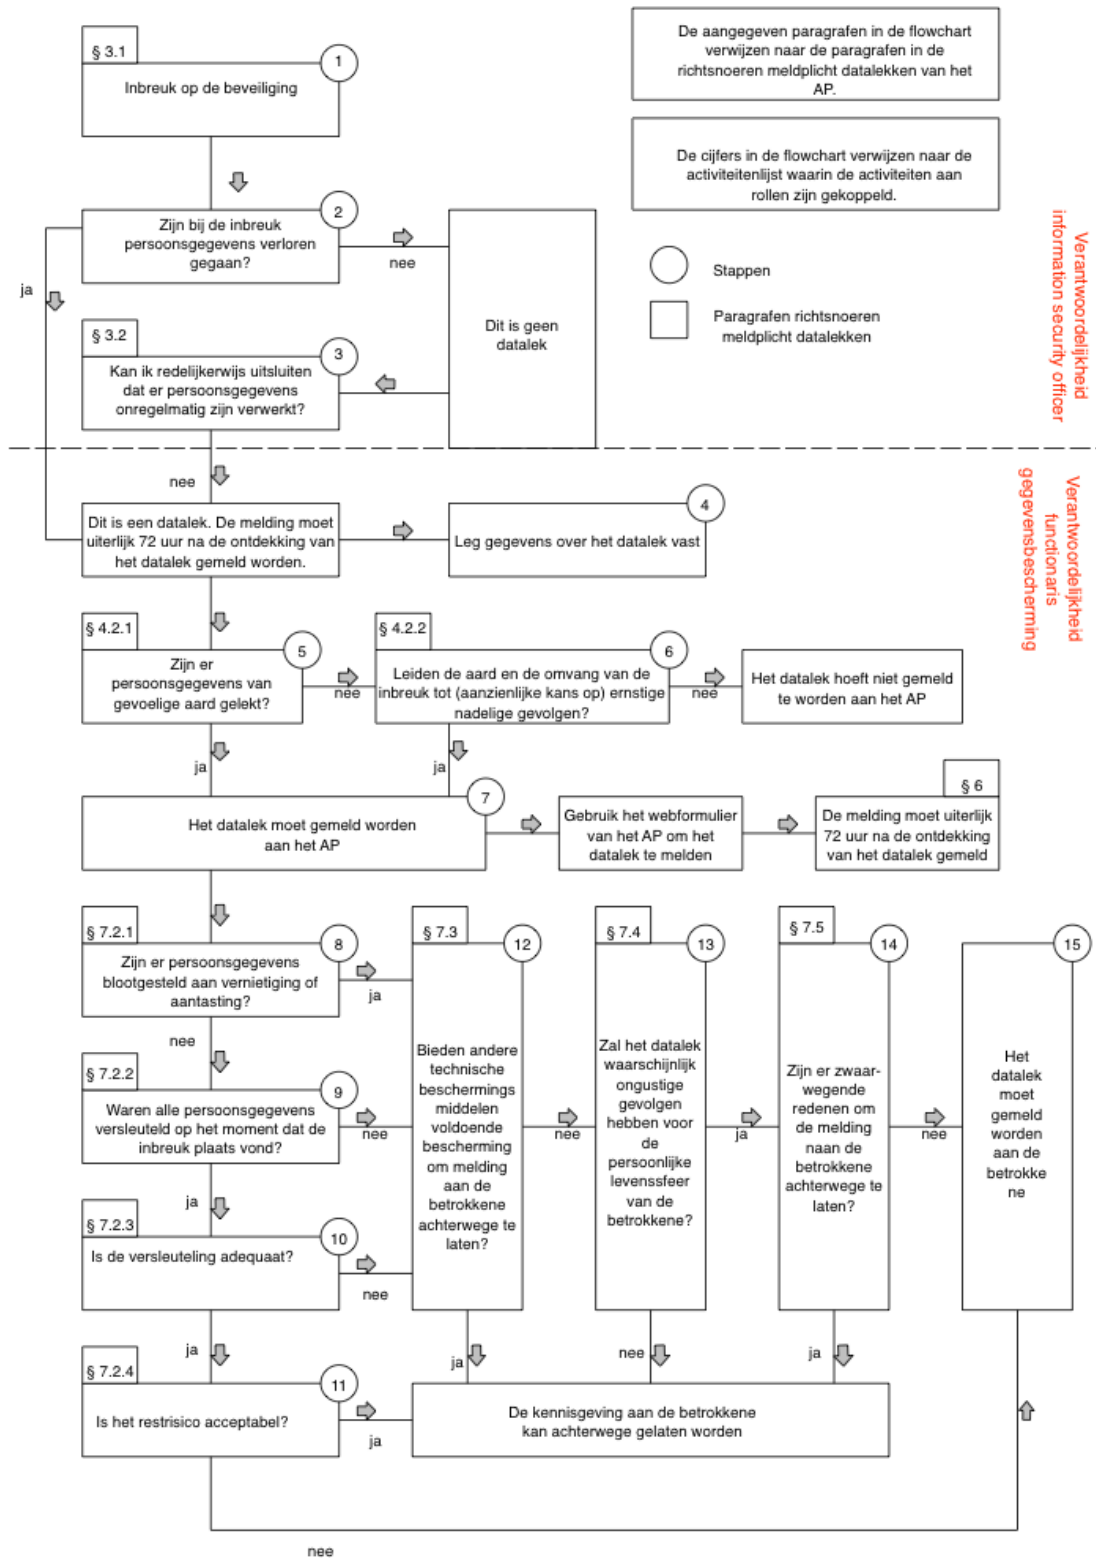 § 3.1
1
Inbreuk op de beveiliging
De aangegeven paragrafen in de flowchart
verwijzen naar de paragrafen in de
richtsnoeren meldplicht datalekken van het
AP.
De cijfers in de flowchart verwijzen naar de
activiteitenlijst waarin de activiteiten aan
rollen zijn gekoppeld.
2
Zijn bij de inbreuk
persoonsgegevens verloren
gegaan?
nee
ja
Dit is geen
datalek
Stappen
Paragrafen richtsnoeren
meldplicht datalekken
Verantwoordelijkheid
information security officer
§ 3.2
3
Kan ik redelijkerwijs uitsluiten
dat er persoonsgegevens
onregelmatig zijn verwerkt?
nee
Verantwoordelijkheid
functionaris
gegevensbescherming
Dit is een datalek. De melding moet
uiterlijk 72 uur na de ontdekking van
het datalek gemeld worden.
4
Leg gegevens over het datalek vast
§ 4.2.1
5
Zijn er
persoonsgegevens van
gevoelige aard gelekt?
nee
§ 4.2.2
6
Leiden de aard en de omvang van de
inbreuk tot (aanzienlijke kans op) ernstige
nadelige gevolgen?
nee
Het datalek hoeft niet gemeld
te worden aan het AP
ja
ja
7
Het datalek moet gemeld worden
aan het AP
Gebruik het webformulier
van het AP om het
datalek te melden
§ 6
De melding moet uiterlijk
72 uur na de ontdekking
van het datalek gemeld
§ 7.2.1
8
Zijn er persoonsgegevens
blootgesteld aan vernietiging of
aantasting?
ja
nee
§ 7.2.2
9
Waren alle persoonsgegevens
versleuteld op het moment dat de
inbreuk plaats vond?
nee
ja
§ 7.2.3
10
Is de versleuteling adequaat?
nee
ja
§ 7.2.4
11
Is het restrisico acceptabel?
ja
nee
§ 7.3
12
Bieden andere
technische
beschermings
middelen
voldoende
bescherming
om melding
aan de
betrokkene
achterwege te
laten?
nee
ja
§ 7.4
13
Zal het datalek
waarschijnlijk
ongustige
gevolgen
hebben voor
de
persoonlijke
levenssfeer
van de
betrokkene?
ja
nee
§ 7.5
14
Zijn er zwaar-
wegende
redenen om
de melding
naan de
betrokkene
achterwege te
laten?
nee
ja
15
Het
datalek
moet
gemeld
worden
aan de
betrokke
ne
De kennisgeving aan de betrokkene
kan achterwege gelaten worden